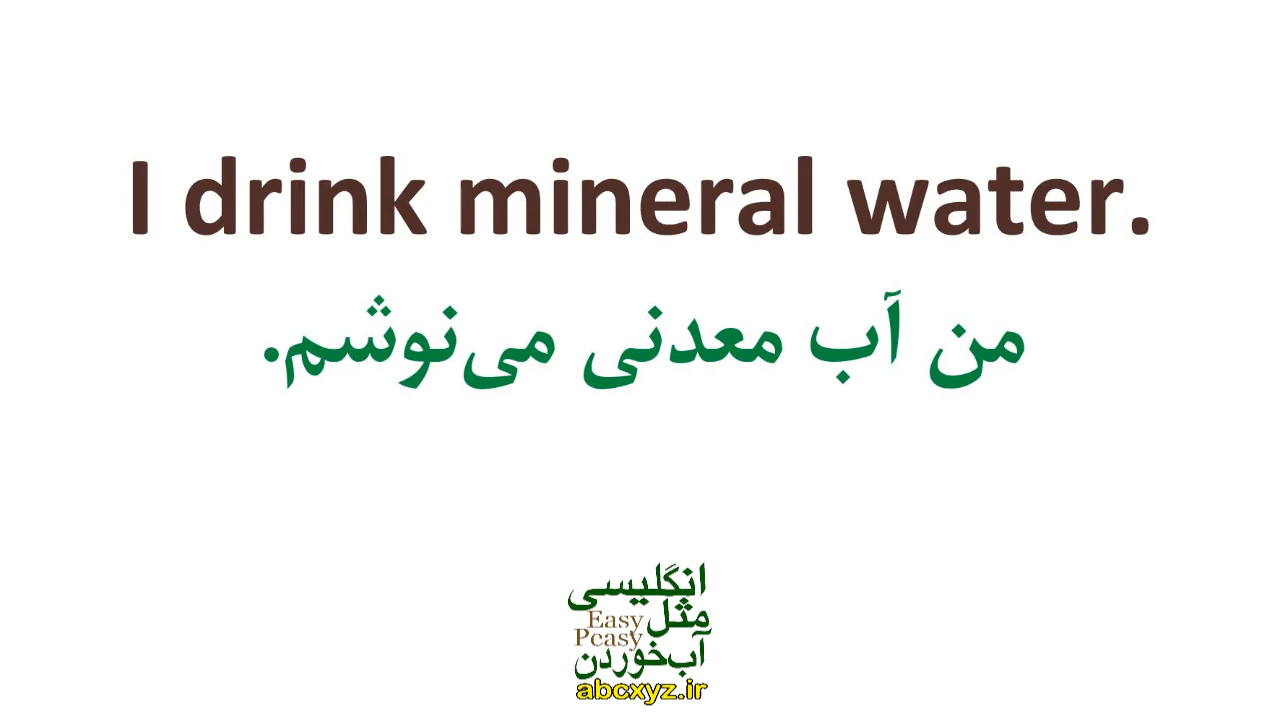 I drink mineral water.
من آب معدنی می‌نوشم.
انگلیسی
مثل
Easy
Peasy
آب‌خوردن
abcxyz.ir